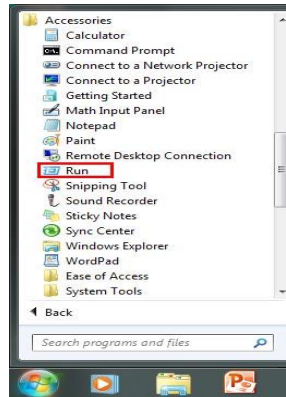 Accessories
Calculator
Command Prompt
Connect to a Network Projector
Connect to a Projector
Getting Started
Math Input Panel
Notepad
Paint
Remote Desktop Connection
Run
Snipping Tool
Sound Recorder
Sticky Notes
Sync Center
Windows Explorer
WordPad
Ease of Access
System Tools
Back
Search programs and files